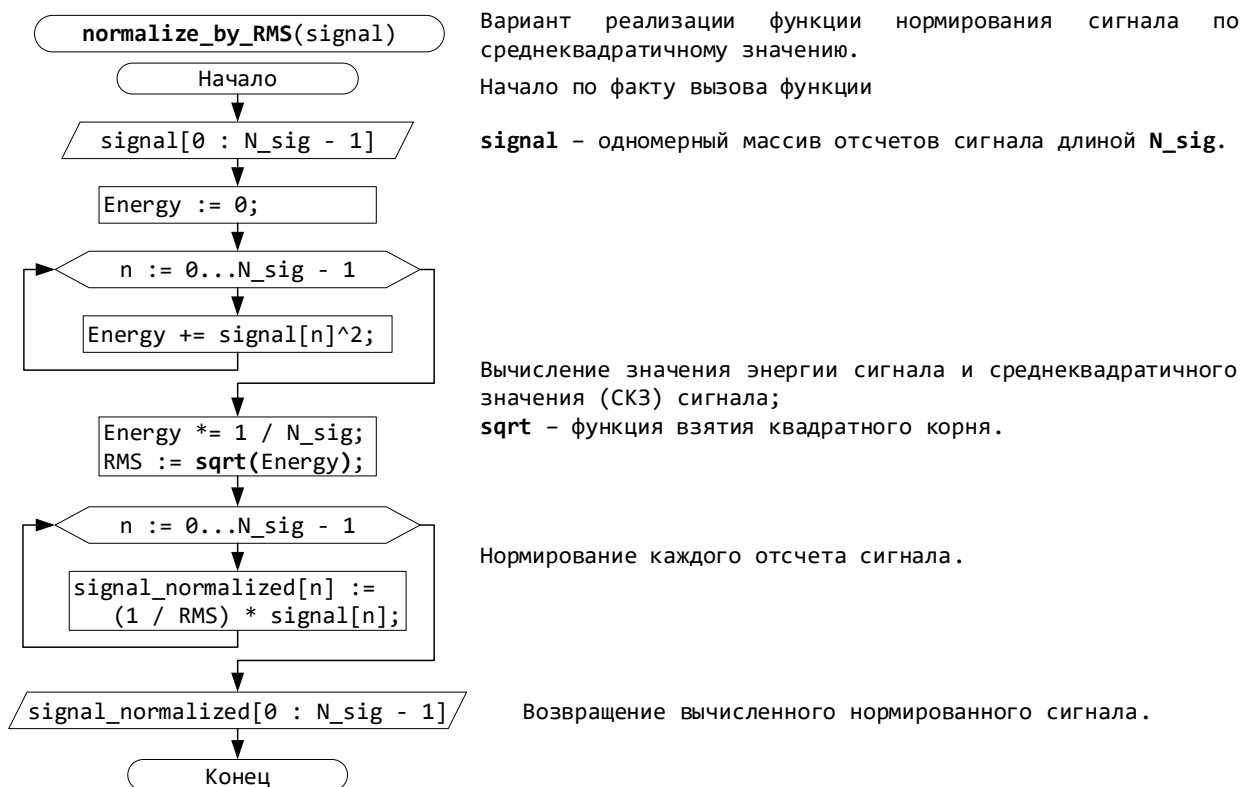 normalize_by_RMS(signal)
Вариант реализации функции нормирования сигнала по
среднеквадратичному значению.
Начало
Начало по факту вызова функции
signal[0 : N_sig - 1]
signal – одномерный массив отсчетов сигнала длиной N_sig.
Energy := 0;
n := 0...N_sig - 1
Energy += signal[n]^2;
Вычисление значения энергии сигнала и среднеквадратичного
значения (СКЗ) сигнала;
sqrt – функция взятия квадратного корня.
Energy *= 1 / N_sig;
RMS := sqrt(Energy);
n := 0...N_sig - 1
Нормирование каждого отсчета сигнала.
signal_normalized[n] :=
(1 / RMS) * signal[n];
signal_normalized[0 : N_sig - 1]
Возвращение вычисленного нормированного сигнала.
Конец